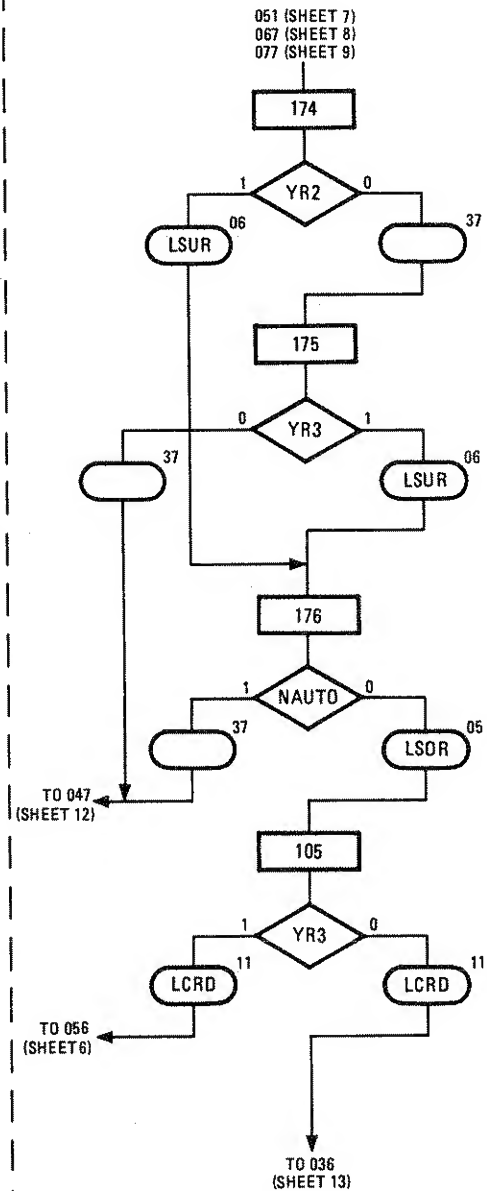 051 (SHEET 7)
067 (SHEET 8)
077 (SHEET 9)
174
1 YR2 0
LSUR 06
37
175
0 YR3 1
37
LSUR 06
176
1 NAUTO 0
37
LSOR 05
TO 047
(SHEET 12)
105
1 YR3 0
LCRD 11
LCRD 11
TO 056
(SHEET 6)
TO 036
(SHEET 13)